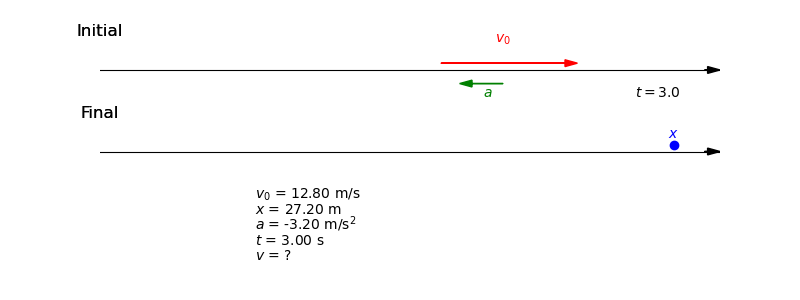 Initial
v₀
a
t = 3.0
Final
x
v₀ = 12.80 m/s
x = 27.20 m
a = -3.20 m/s²
t = 3.00 s
v = ?